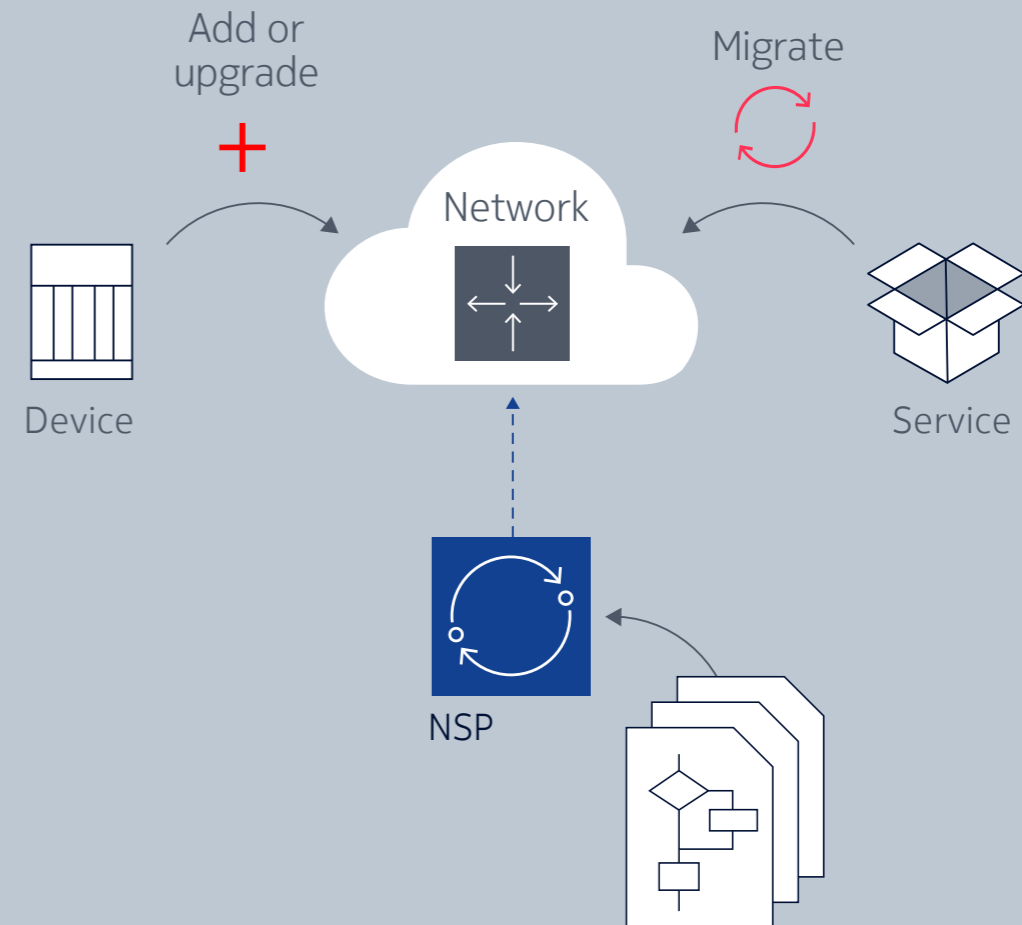 Add or
upgrade
Migrate
Network
Device
Service
NSP